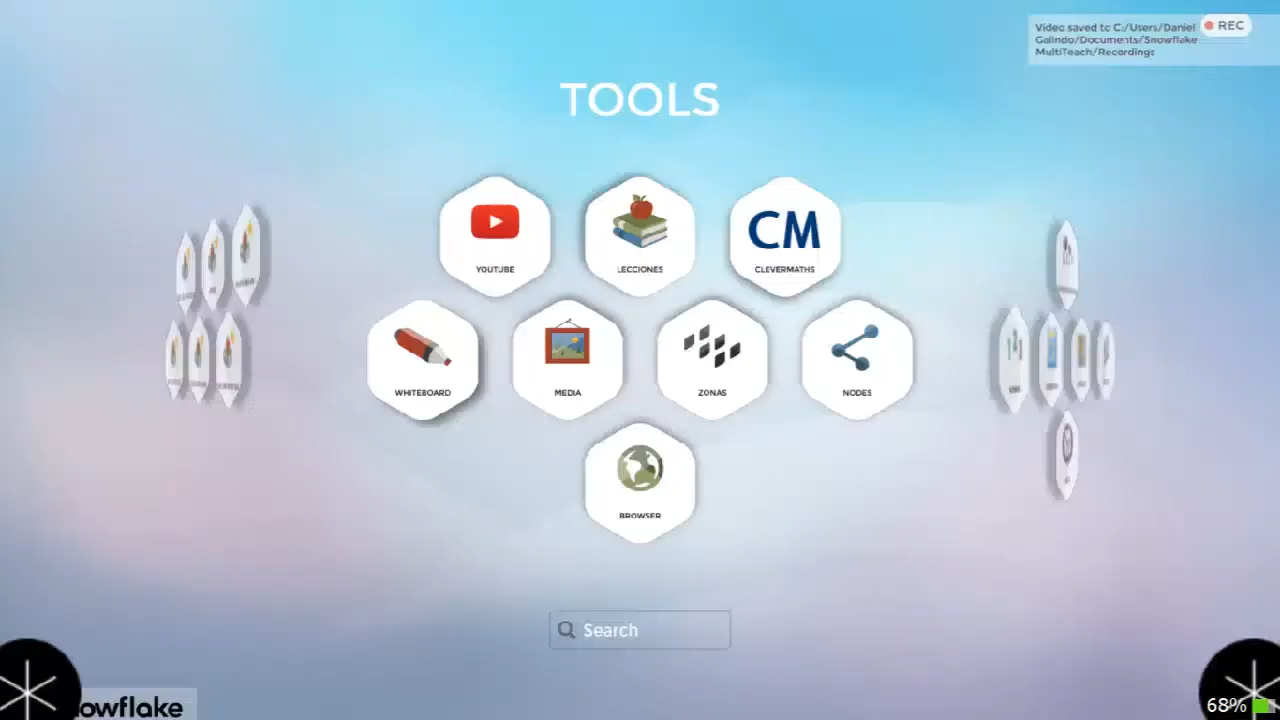 Video saved to C:/Users/Daniel
Galindo/Documents/Snowflake
MultiTeach/Recordings
REC
TOOLS
YOUTUBE
LECCIONES
CM
CLEVERMATHS
WHITEBOARD
MEDIA
ZONAS
NODES
BROWSER
Search
owflake
68%